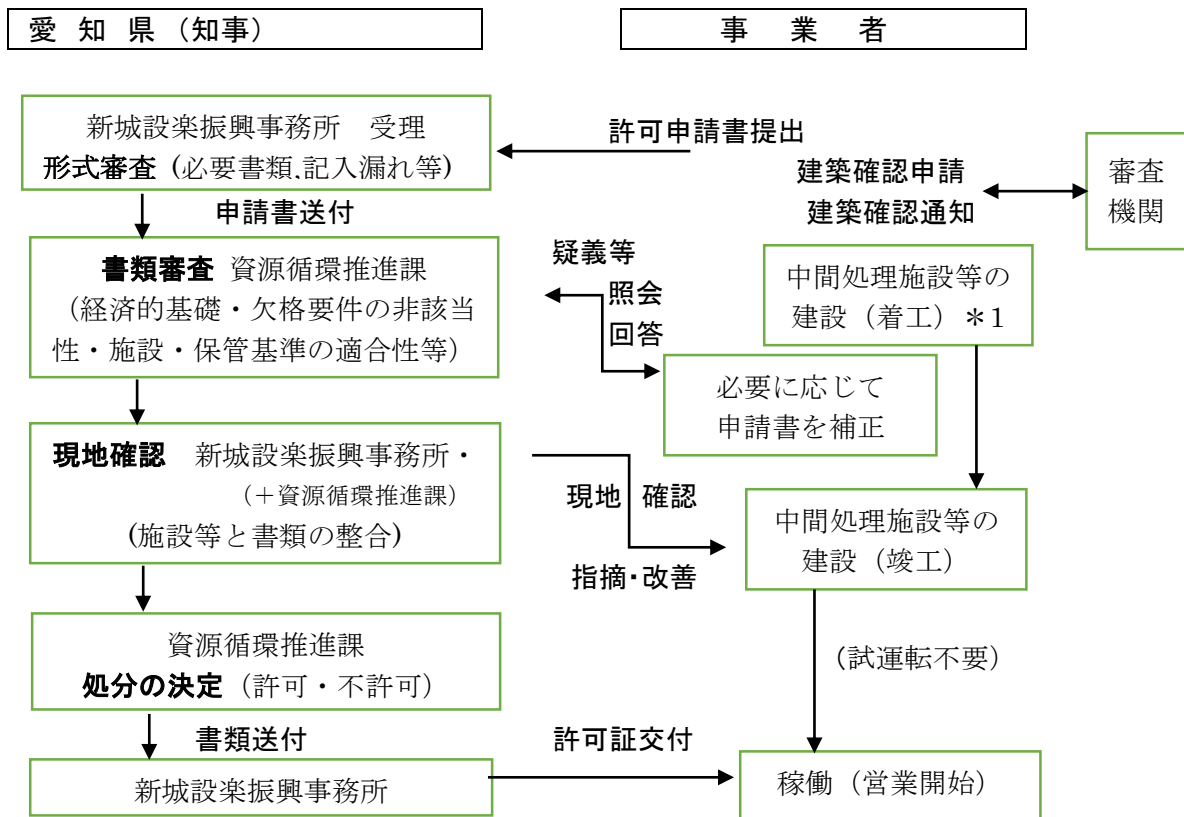 愛知県（知事）
事業者
新城設楽振興事務所　受理
形式審査（必要書類,記入漏れ等）
許可申請書提出
建築確認申請
建築確認通知
審査
機関
申請書送付
書類審査 資源循環推進課
（経済的基礎・欠格要件の非該当
性・施設・保管基準の適合性等）
疑義等
照会
回答
中間処理施設等の
建設（着工）＊1
必要に応じて
申請書を補正
現地確認　新城設楽振興事務所・
（＋資源循環推進課）
(施設等と書類の整合)
現地 確認
指摘・改善
中間処理施設等の
建設（竣工）
資源循環推進課
処分の決定（許可・不許可）
（試運転不要）
書類送付
許可証交付
新城設楽振興事務所
稼働（営業開始）